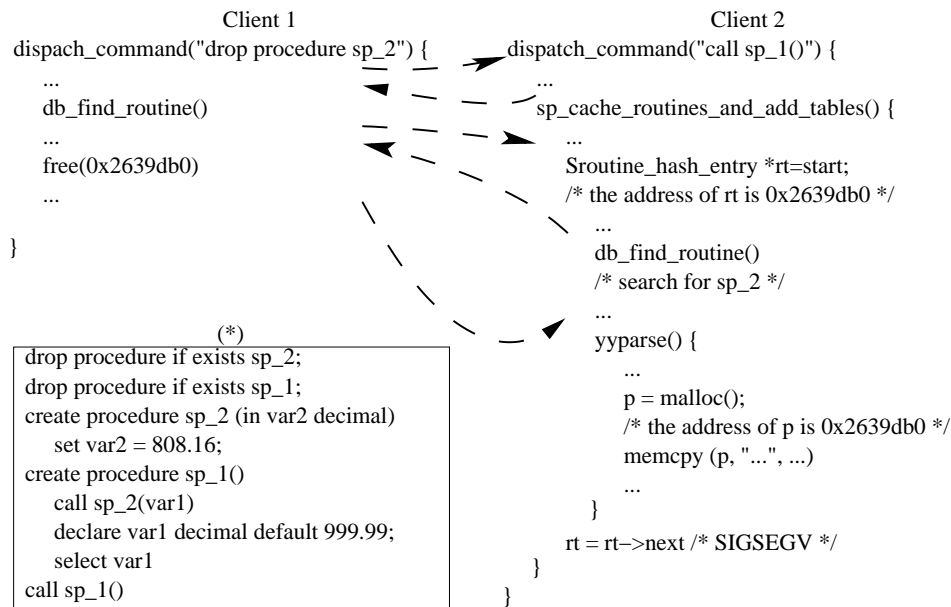 Client 1
dispach_command("drop procedure sp_2") {
...
db_find_routine()
...
free(0x2639db0)
...
}
(*)
drop procedure if exists sp_2;
drop procedure if exists sp_1;
create procedure sp_2 (in var2 decimal)
set var2 = 808.16;
create procedure sp_1()
call sp_2(var1)
declare var1 decimal default 999.99;
select var1
call sp_1()
Client 2
dispatch_command("call sp_1()") {
...
sp_cache_routines_and_add_tables() {
...
Sroutine_hash_entry *rt=start;
/* the address of rt is 0x2639db0 */
...
db_find_routine()
/* search for sp_2 */
...
yyparse() {
...
p = malloc();
/* the address of p is 0x2639db0 */
memcpy (p, "...", ...)
...
}
rt = rt−>next /* SIGSEGV */
}
}